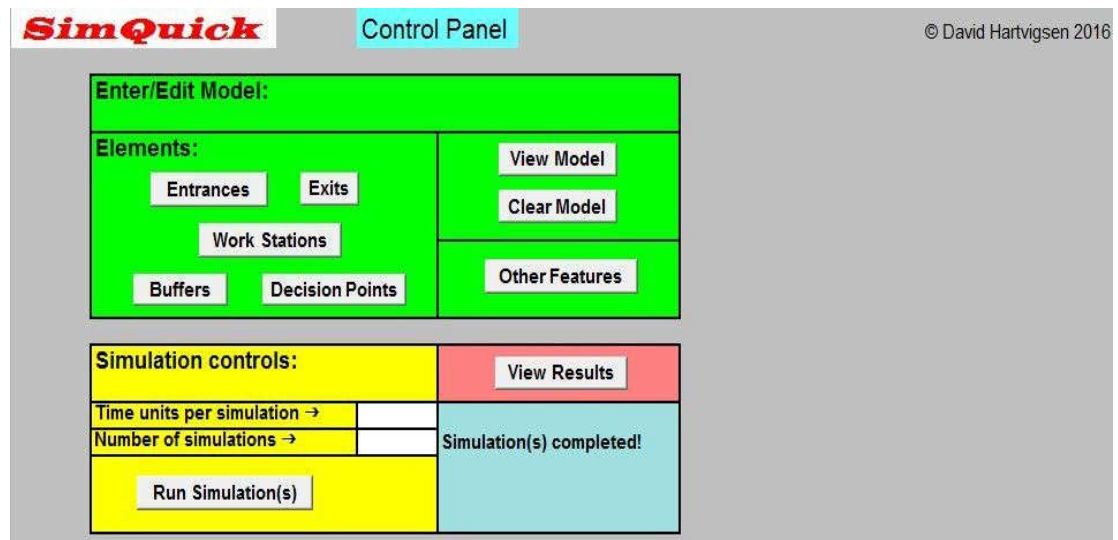 SimQuick Control Panel © David Hartvigsen 2016
Enter/Edit Model:
Elements:
View Model
Entrances Exits
Clear Model
Work Stations
Other Features
Buffers Decision Points
Simulation controls:
View Results
Time units per simulation →
Number of simulations →
Simulation(s) completed!
Run Simulation(s)